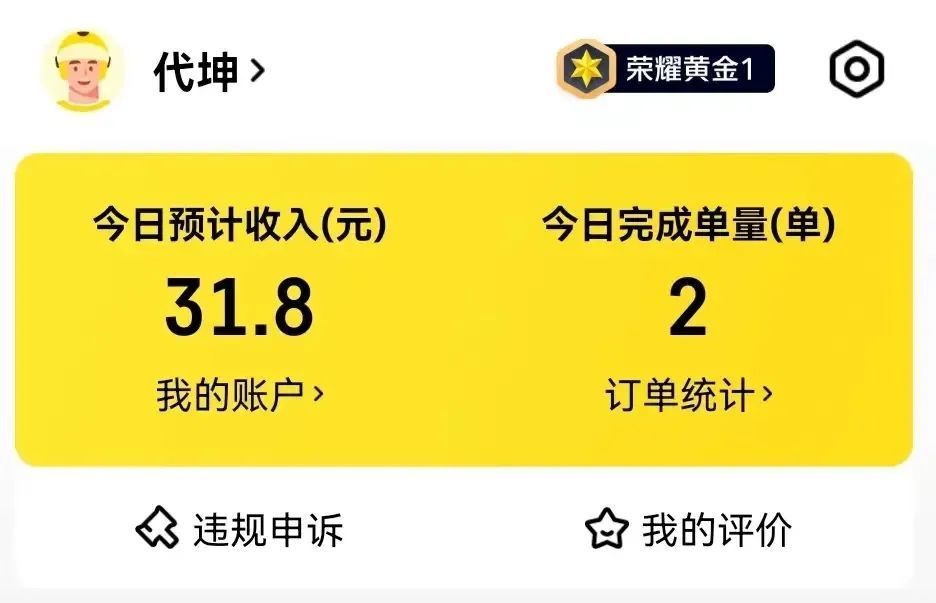 代坤
荣耀黄金1
今日预计收入(元)
今日完成单量(单)
31.8
2
我的账户
订单统计
违规申诉
我的评价